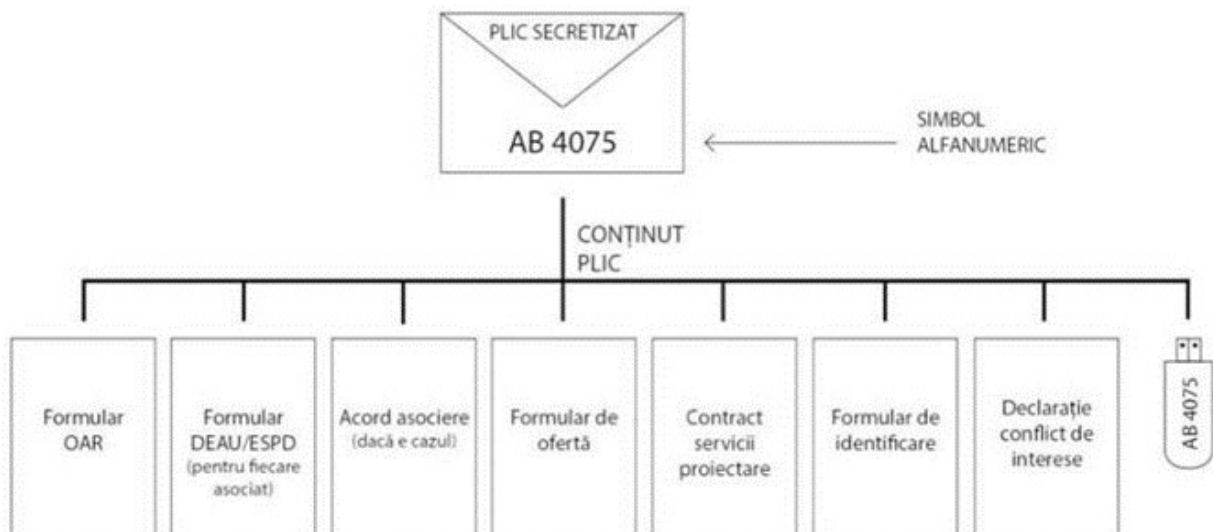 PLIC SECRETIZAT
AB 4075
SIMBOL
ALFANUMERIC
CONȚINUT
PLIC
Formular
OAR
Formular
DEAU/ESPD
(pentru fiecare
asociat)
Acord asociere
(dacă e cazul)
Formular de
ofertă
Contract
servicii
proiectare
Formular de
identificare
Declarație
conflict de
interese
AB 4075